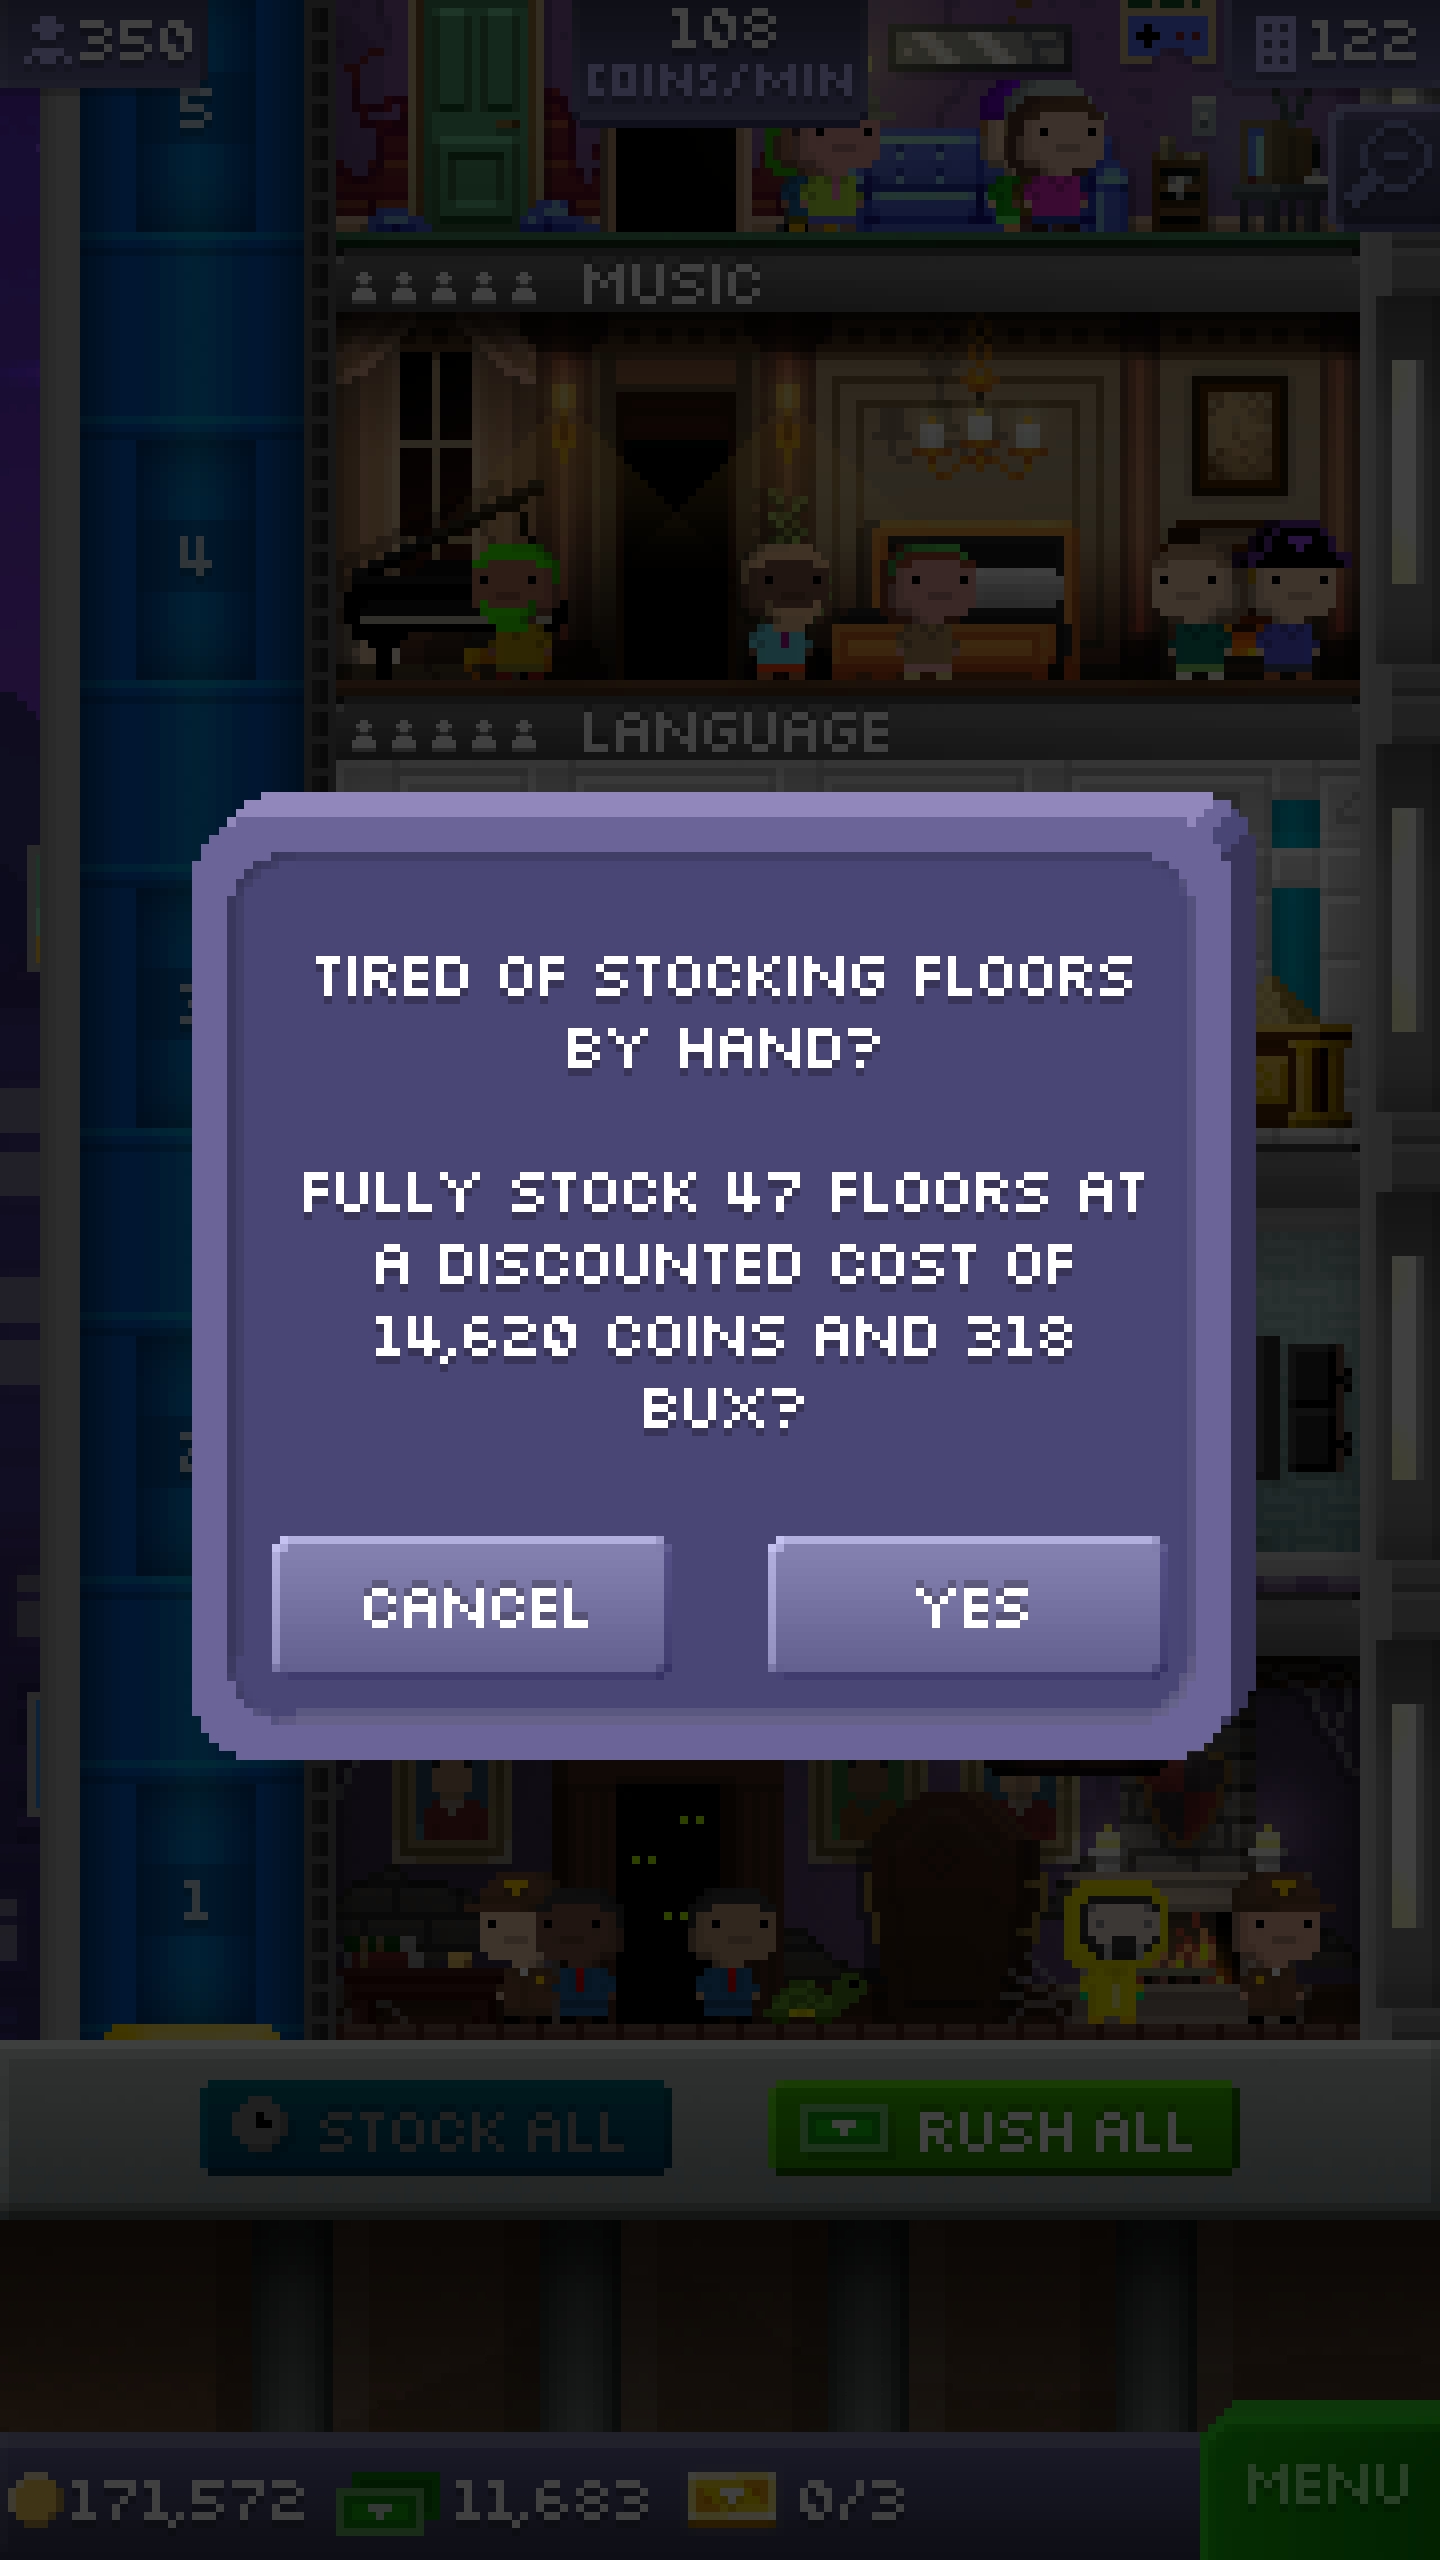 350
108
COINS/MIN
122
5
MUSIC
4
LANGUAGE
TIRED OF STOCKING FLOORS
BY HAND?
FULLY STOCK 47 FLOORS AT
A DISCOUNTED COST OF
14,620 COINS AND 318
BUX?
CANCEL
YES
1
STOCK ALL
RUSH ALL
171,572
11,683
0/3
MENU